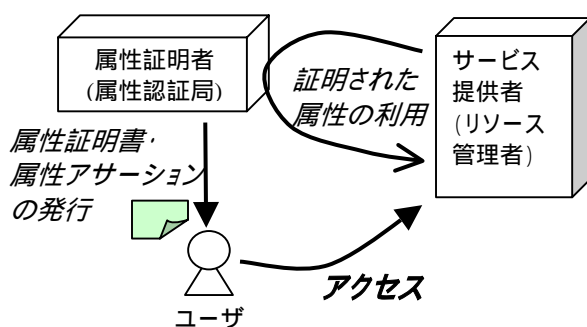 属性証明者
(属性認証局)
証明された
属性の利用
サービス
提供者
(リソース
管理者)
属性証明書・
属性アサーション
の発行
アクセス
ユーザ